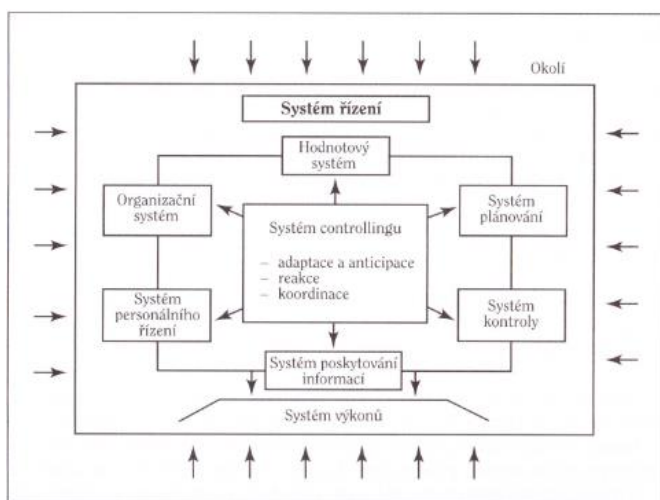 Okolí
Systém řízení
Hodnotový
systém
Organizační
systém
Systém
plánování
Systém controllingu
– adaptace a anticipace
– reakce
– koordinace
Systém
personálního
řízení
Systém
kontroly
Systém poskytování
informací
Systém výkonů